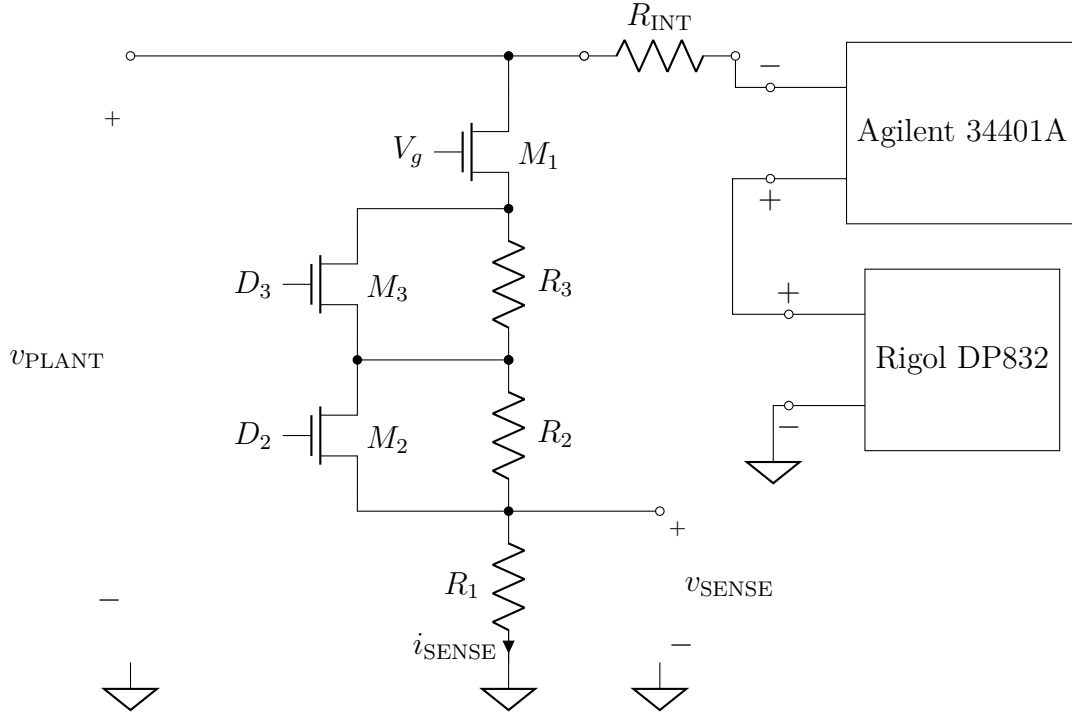 R_INT
−
Agilent 34401A
+
+
V_g
M_1
D_3
M_3
R_3
+
Rigol DP832
−
v_PLANT
D_2
M_2
R_2
+
R_1
v_SENSE
−
i_SENSE
−